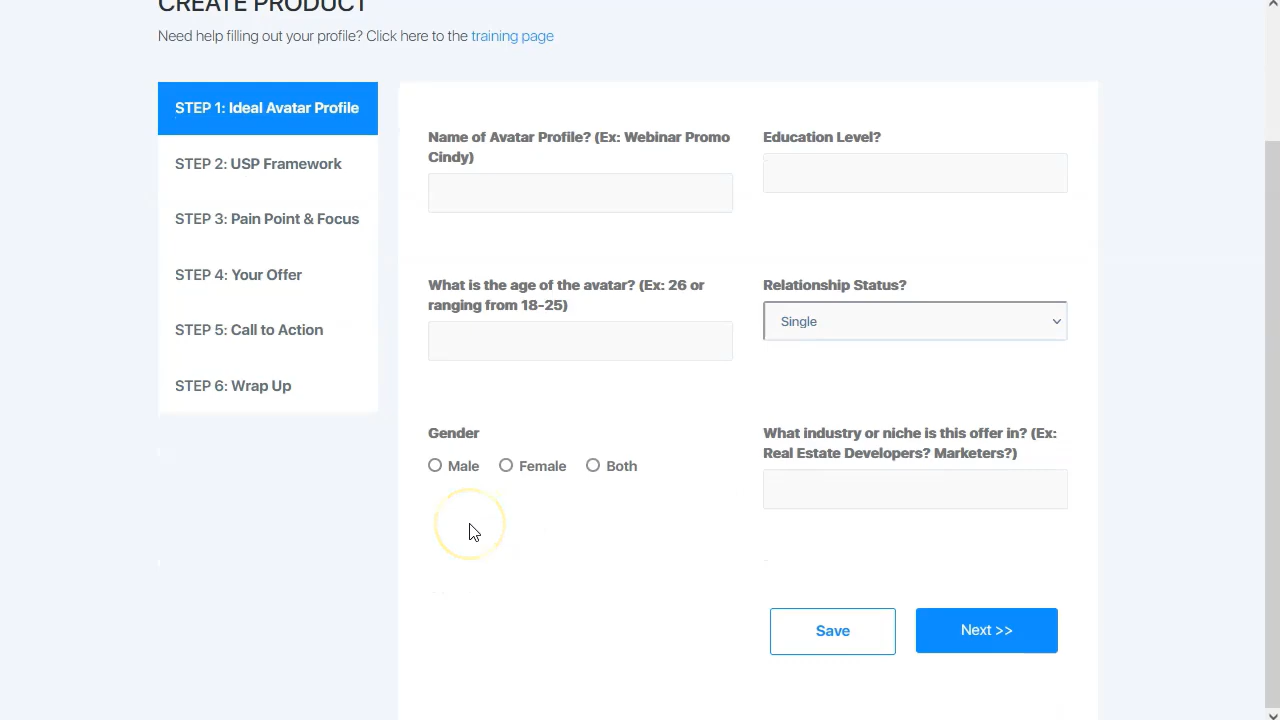 CREATE PRODUCT
Need help filling out your profile? Click here to the training page
STEP 1: Ideal Avatar Profile
STEP 2: USP Framework
STEP 3: Pain Point & Focus
STEP 4: Your Offer
STEP 5: Call to Action
STEP 6: Wrap Up
Name of Avatar Profile? (Ex: Webinar Promo
Cindy)
Education Level?
What is the age of the avatar? (Ex: 26 or
ranging from 18-25)
Relationship Status?
Single
Gender
Male Female Both
What industry or niche is this offer in? (Ex:
Real Estate Developers? Marketers?)
Save
Next >>